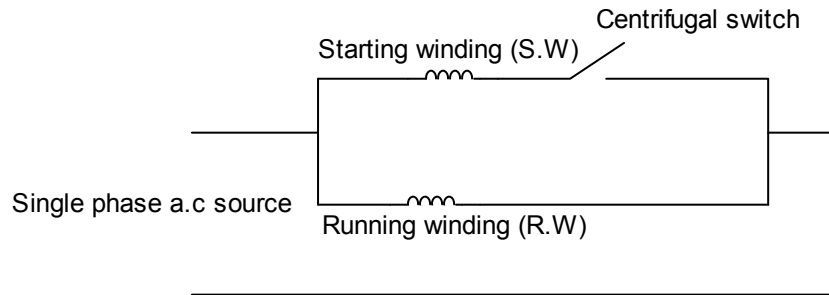 Centrifugal switch
Starting winding (S.W)
Single phase a.c source
Running winding (R.W)